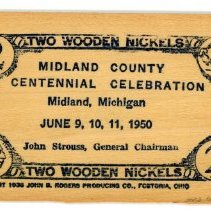 TWO WOODEN NICKELS
MIDLAND COUNTY
CENTENNIAL CELEBRATION
Midland, Michigan
JUNE 9, 10, 11, 1950
John Strouss, General Chairman
TWO WOODEN NICKELS
1938 JOHN B. ROGERS PRODUCING CO., FOSTORIA, OHIO